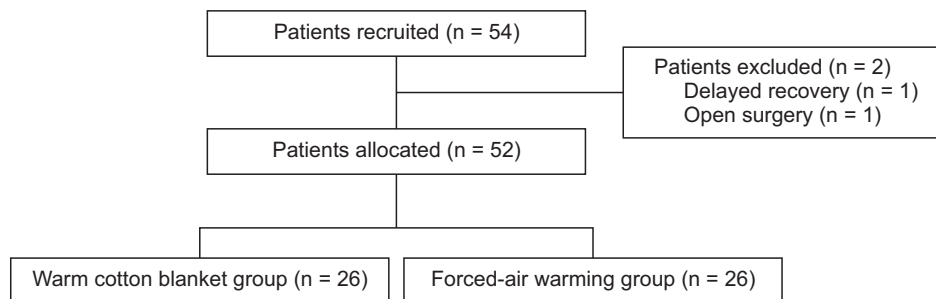 Patients recruited (n = 54)
Patients excluded (n = 2)
Delayed recovery (n = 1)
Open surgery (n = 1)
Patients allocated (n = 52)
Warm cotton blanket group (n = 26)
Forced-air warming group (n = 26)